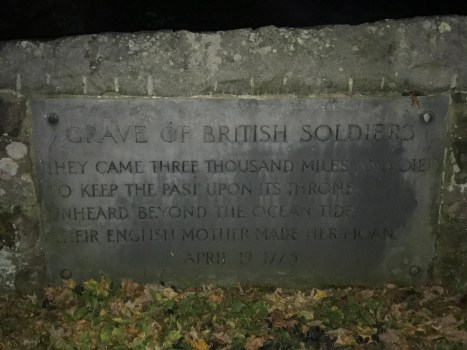 GRAVE OF BRITISH SOLDIERS
THEY CAME THREE THOUSAND MILES AND DIED
TO KEEP THE PAST UPON ITS THRONE
UNHEARD BEYOND THE OCEAN TIDE
THEIR ENGLISH MOTHER MADE HER MOAN
APRIL 19 1775